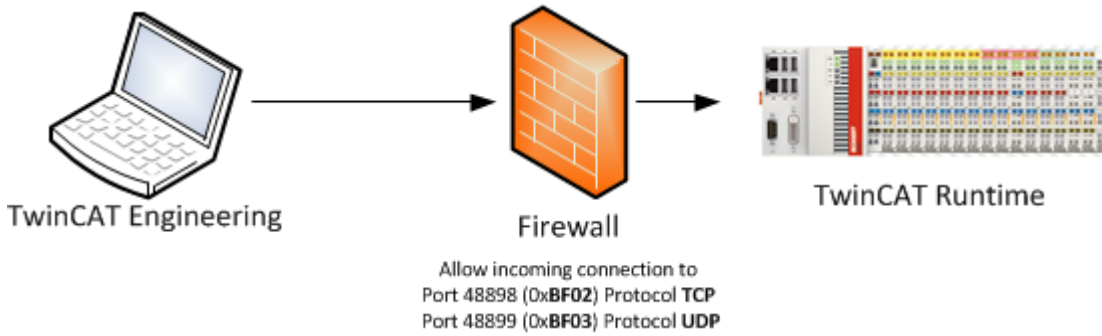 TwinCAT Engineering
Firewall
TwinCAT Runtime
Allow incoming connection to
Port 48898 (0xBF02) Protocol TCP
Port 48899 (0xBF03) Protocol UDP